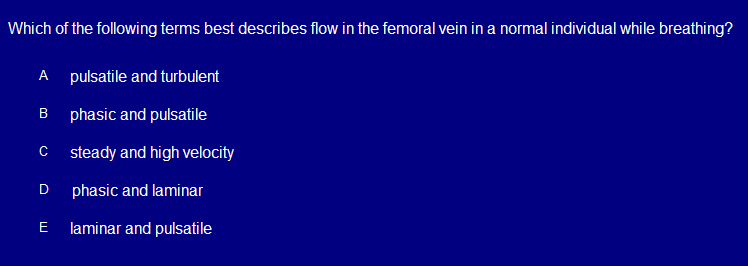 Which of the following terms best describes flow in the femoral vein in a normal individual while breathing?
A pulsatile and turbulent
B phasic and pulsatile
C steady and high velocity
D phasic and laminar
E laminar and pulsatile